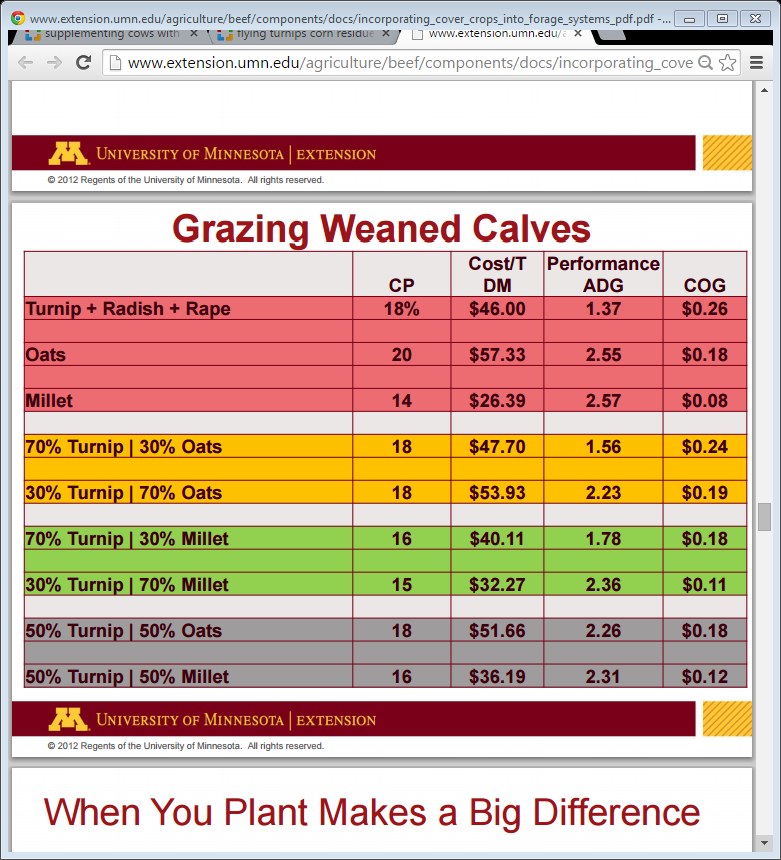 www.extension.umn.edu/agriculture/beef/components/docs/incorporating_cover_crops_into_forage_systems_pdf.pdf -...
supplementing cows with × flying turnips corn residue × www.extension.umn.edu/a ×
www.extension.umn.edu/agriculture/beef/components/docs/incorporating_cove
UNIVERSITY OF MINNESOTA | EXTENSION
© 2012 Regents of the University of Minnesota. All rights reserved.
Grazing Weaned Calves
CP Cost/T DM Performance ADG COG
Turnip + Radish + Rape 18% $46.00 1.37 $0.26
Oats 20 $57.33 2.55 $0.18
Millet 14 $26.39 2.57 $0.08
70% Turnip | 30% Oats 18 $47.70 1.56 $0.24
30% Turnip | 70% Oats 18 $53.93 2.23 $0.19
70% Turnip | 30% Millet 16 $40.11 1.78 $0.18
30% Turnip | 70% Millet 15 $32.27 2.36 $0.11
50% Turnip | 50% Oats 18 $51.66 2.26 $0.18
50% Turnip | 50% Millet 16 $36.19 2.31 $0.12
UNIVERSITY OF MINNESOTA | EXTENSION
© 2012 Regents of the University of Minnesota. All rights reserved.
When You Plant Makes a Big Difference